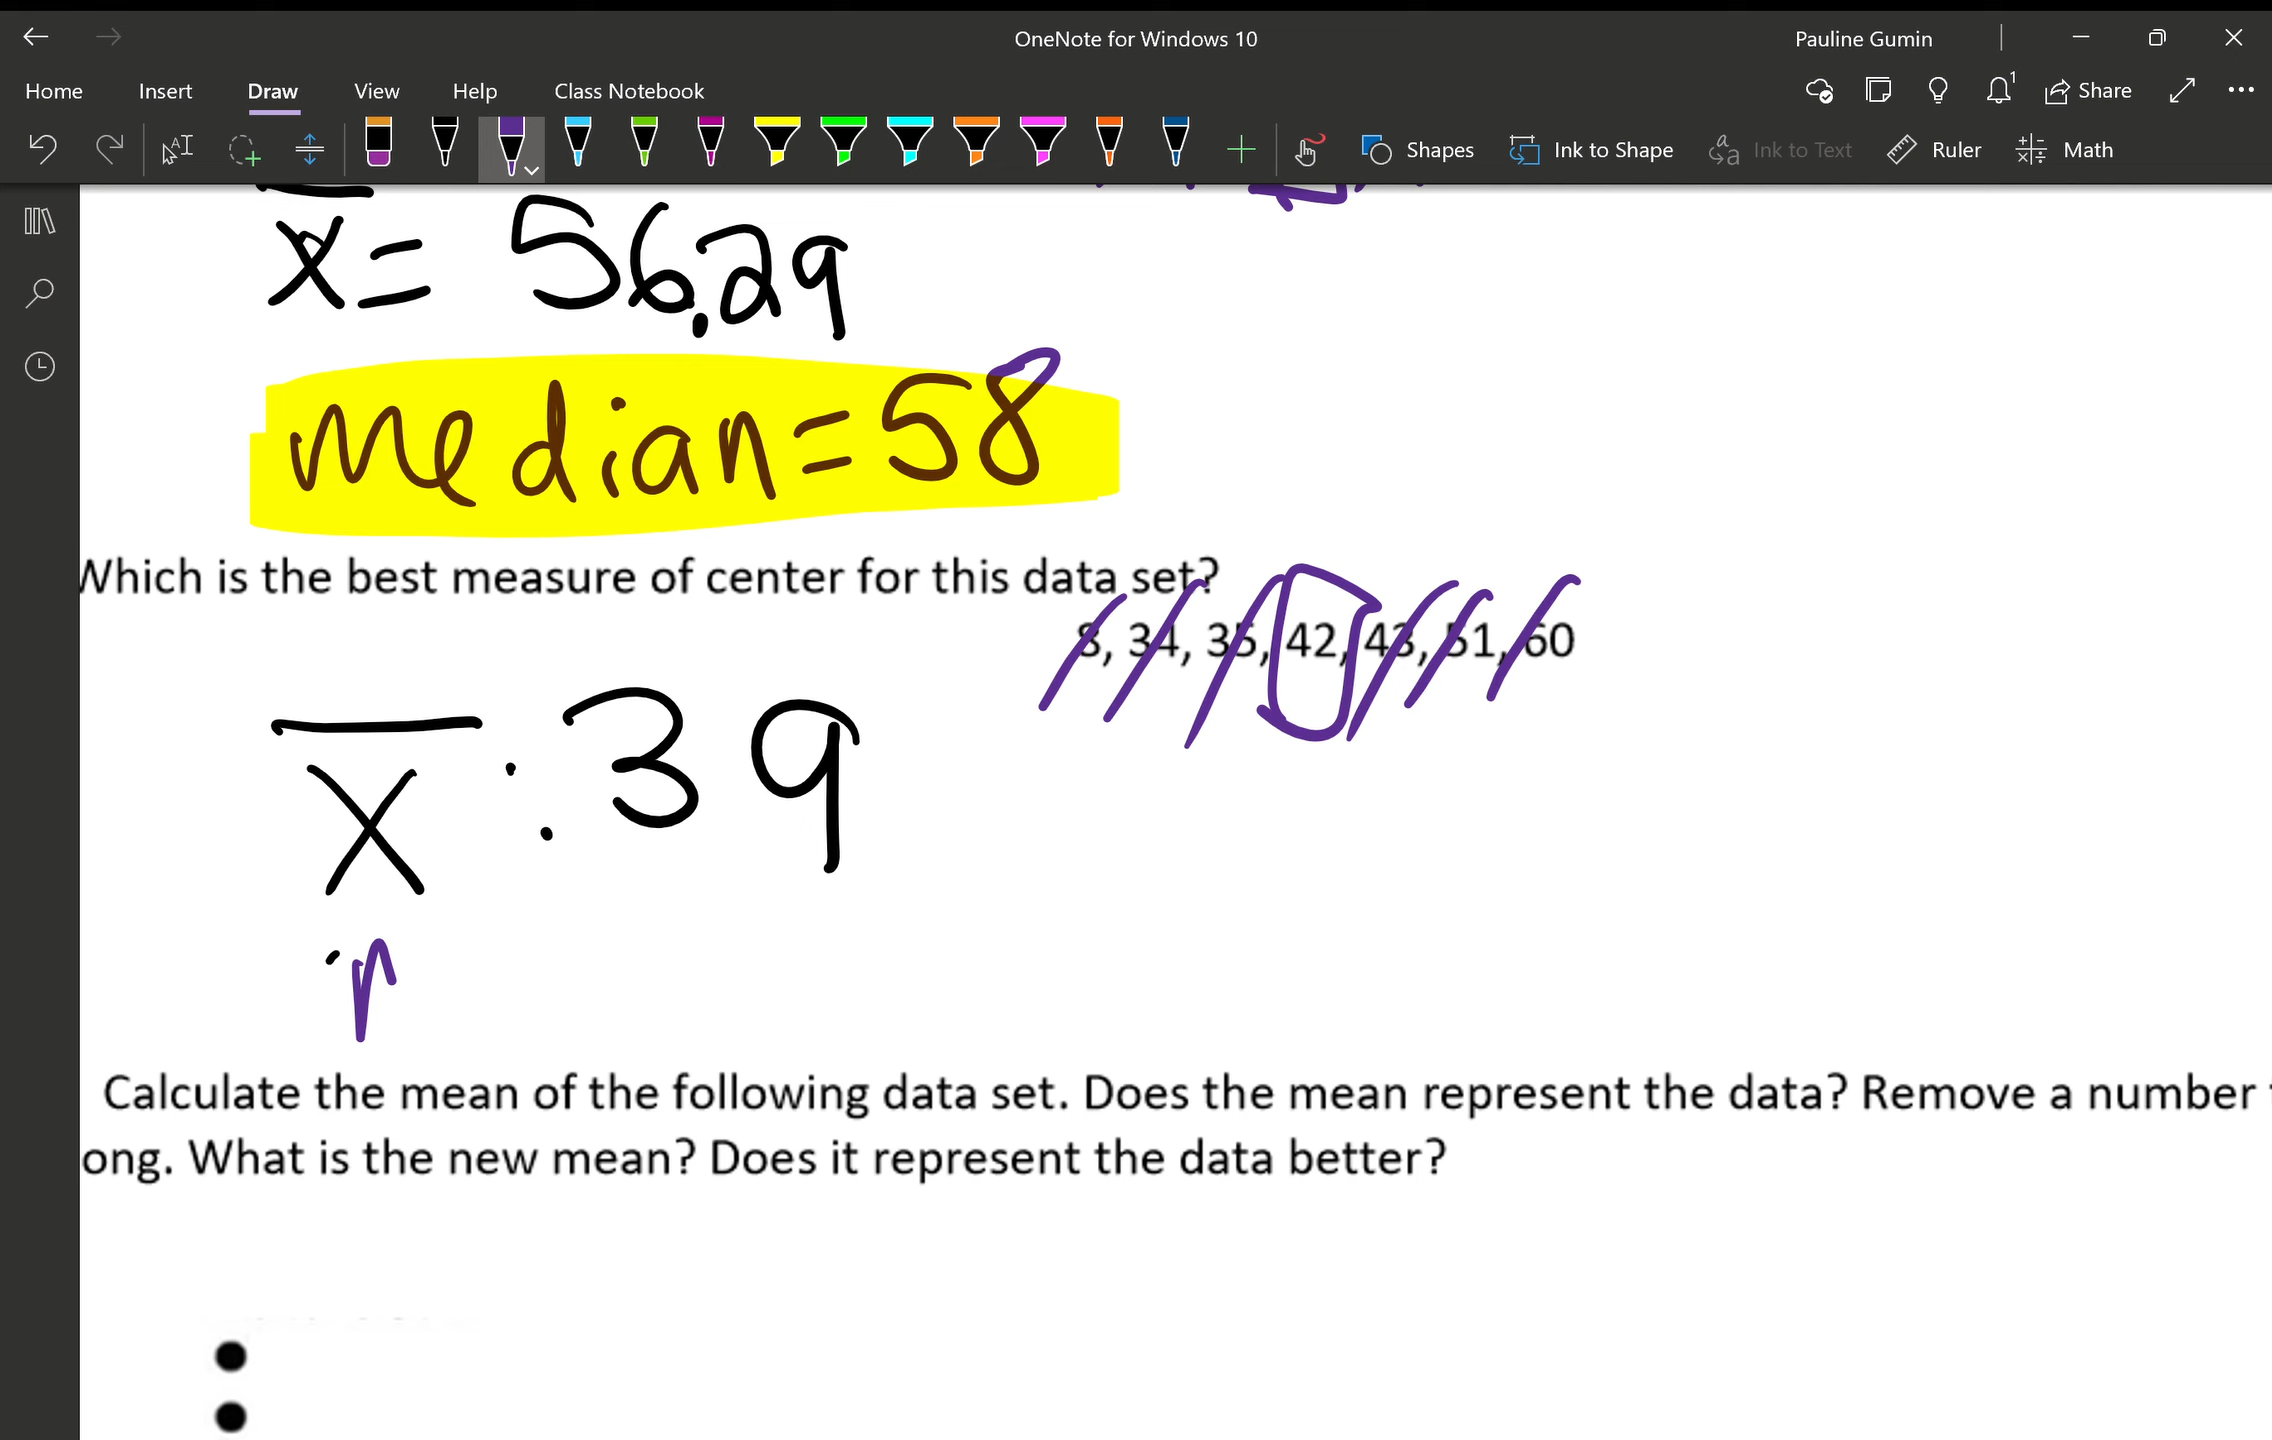 OneNote for Windows 10
Pauline Gumin
Home Insert Draw View Help Class Notebook
1 Share
Shapes Ink to Shape Ink to Text Ruler Math
x= 56.29
median=58
Which is the best measure of center for this data set?
8, 34, 35, 42, 43, 51, 60
x : 39
Calculate the mean of the following data set. Does the mean represent the data? Remove a number
ong. What is the new mean? Does it represent the data better?